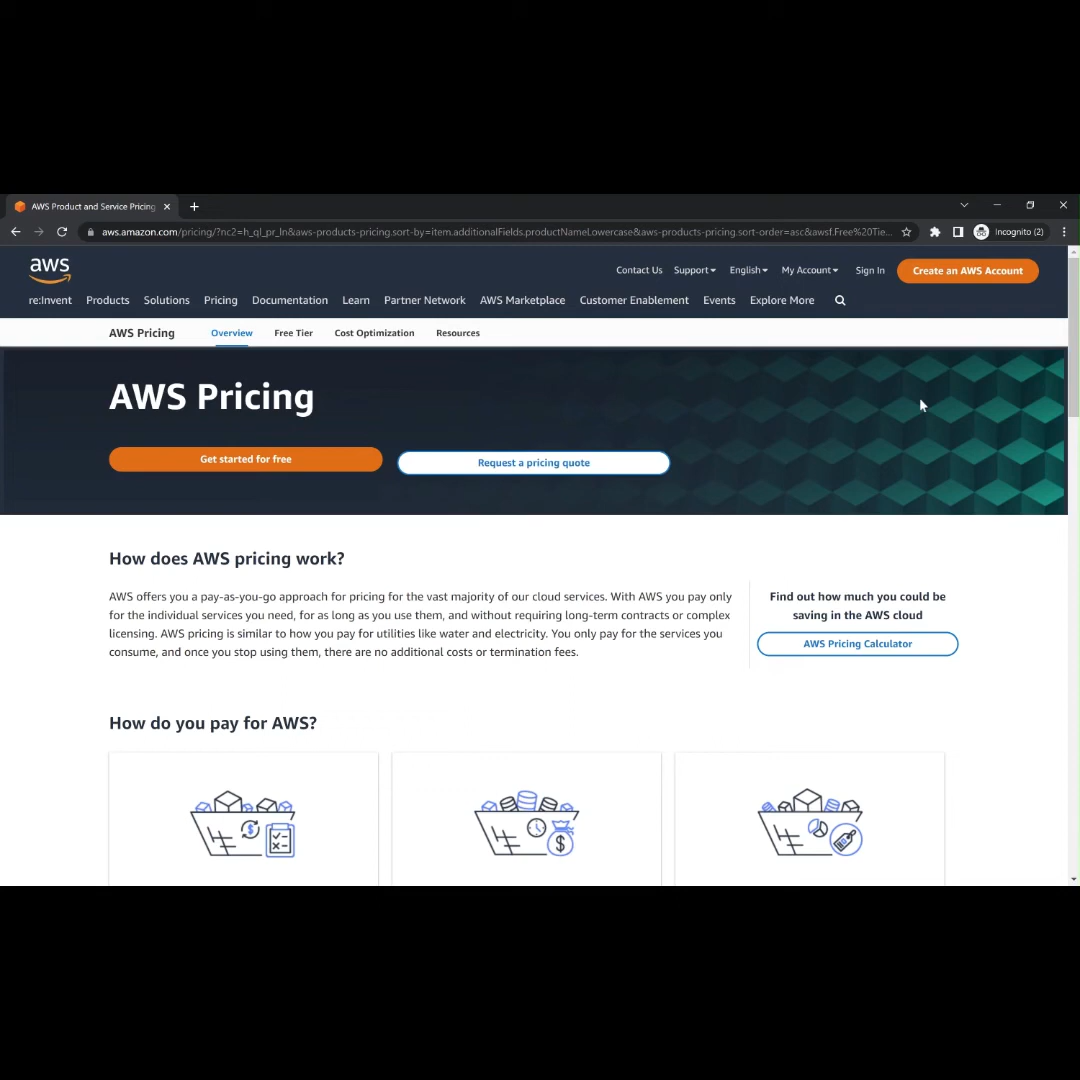 AWS Product and Service Pricing
aws.amazon.com/pricing/?nc2=h_ql_pr_ln&aws-products-pricing.sort-by=item.additionalFields.productNameLowercase&aws-products-pricing.sort-order=asc&awsf.Free%20Tie...
Incognito (2)
aws
Contact Us Support English My Account Sign In Create an AWS Account
re:Invent Products Solutions Pricing Documentation Learn Partner Network AWS Marketplace Customer Enablement Events Explore More
AWS Pricing Overview Free Tier Cost Optimization Resources
AWS Pricing
Get started for free
Request a pricing quote
How does AWS pricing work?
AWS offers you a pay-as-you-go approach for pricing for the vast majority of our cloud services. With AWS you pay only
for the individual services you need, for as long as you use them, and without requiring long-term contracts or complex
licensing. AWS pricing is similar to how you pay for utilities like water and electricity. You only pay for the services you
consume, and once you stop using them, there are no additional costs or termination fees.
Find out how much you could be
saving in the AWS cloud
AWS Pricing Calculator
How do you pay for AWS?
$
$